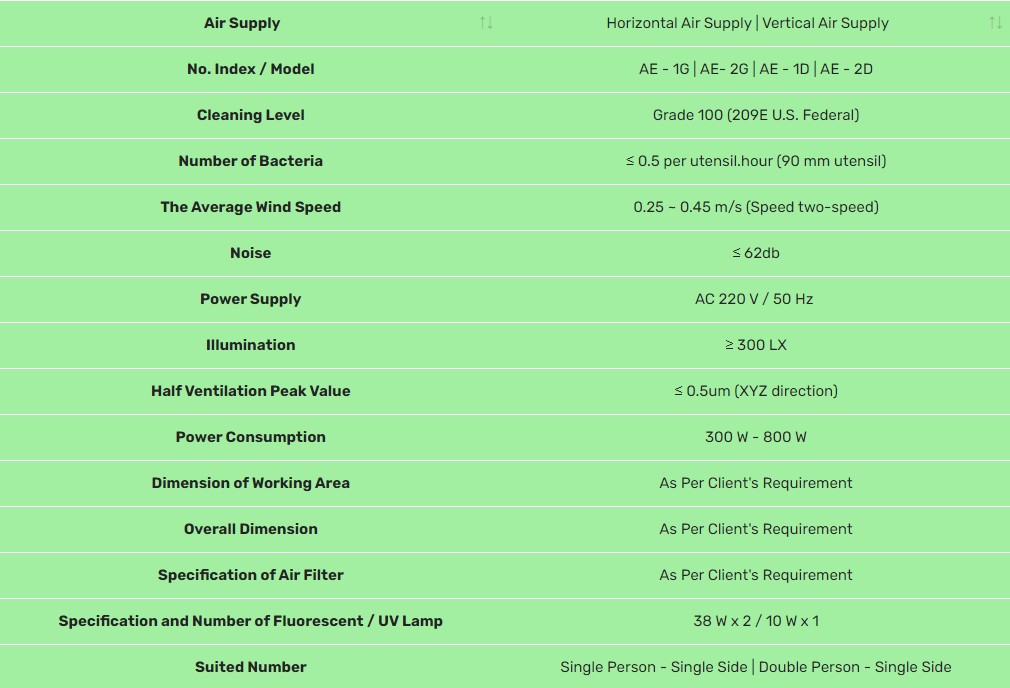 Air Supply Horizontal Air Supply | Vertical Air Supply
No. Index / Model AE - 1G | AE- 2G | AE - 1D | AE - 2D
Cleaning Level Grade 100 (209E U.S. Federal)
Number of Bacteria ≤ 0.5 per utensil.hour (90 mm utensil)
The Average Wind Speed 0.25 ~ 0.45 m/s (Speed two-speed)
Noise ≤ 62db
Power Supply AC 220 V / 50 Hz
Illumination ≥ 300 LX
Half Ventilation Peak Value ≤ 0.5um (XYZ direction)
Power Consumption 300 W - 800 W
Dimension of Working Area As Per Client's Requirement
Overall Dimension As Per Client's Requirement
Specification of Air Filter As Per Client's Requirement
Specification and Number of Fluorescent / UV Lamp 38 W x 2 / 10 W x 1
Suited Number Single Person - Single Side | Double Person - Single Side